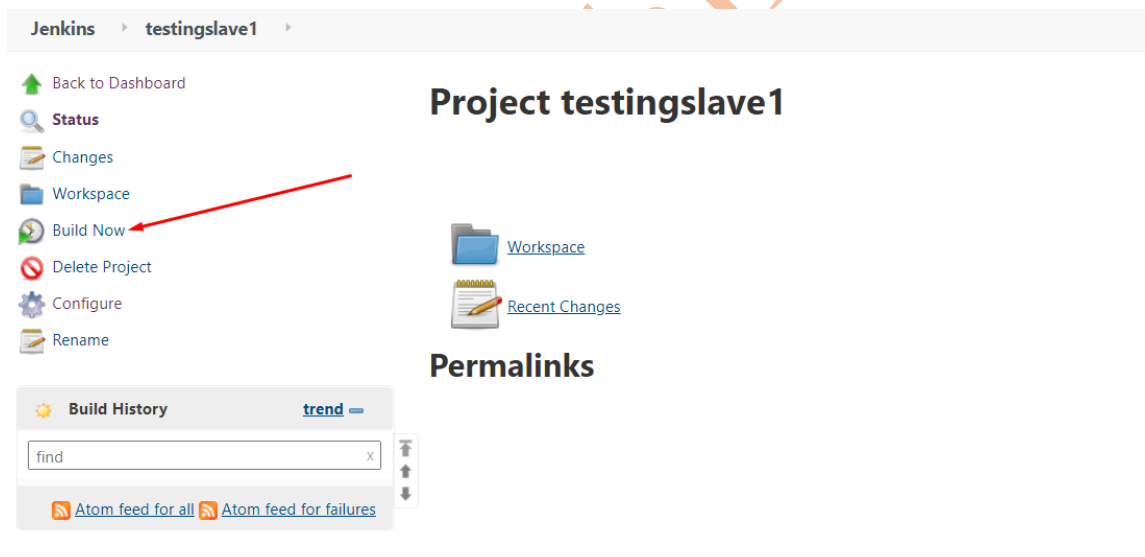 Jenkins testingslave1
Back to Dashboard
Status
Changes
Workspace
Build Now
Delete Project
Configure
Rename
Build History trend
find x
Atom feed for all Atom feed for failures
Project testingslave1
Workspace
Recent Changes
Permalinks